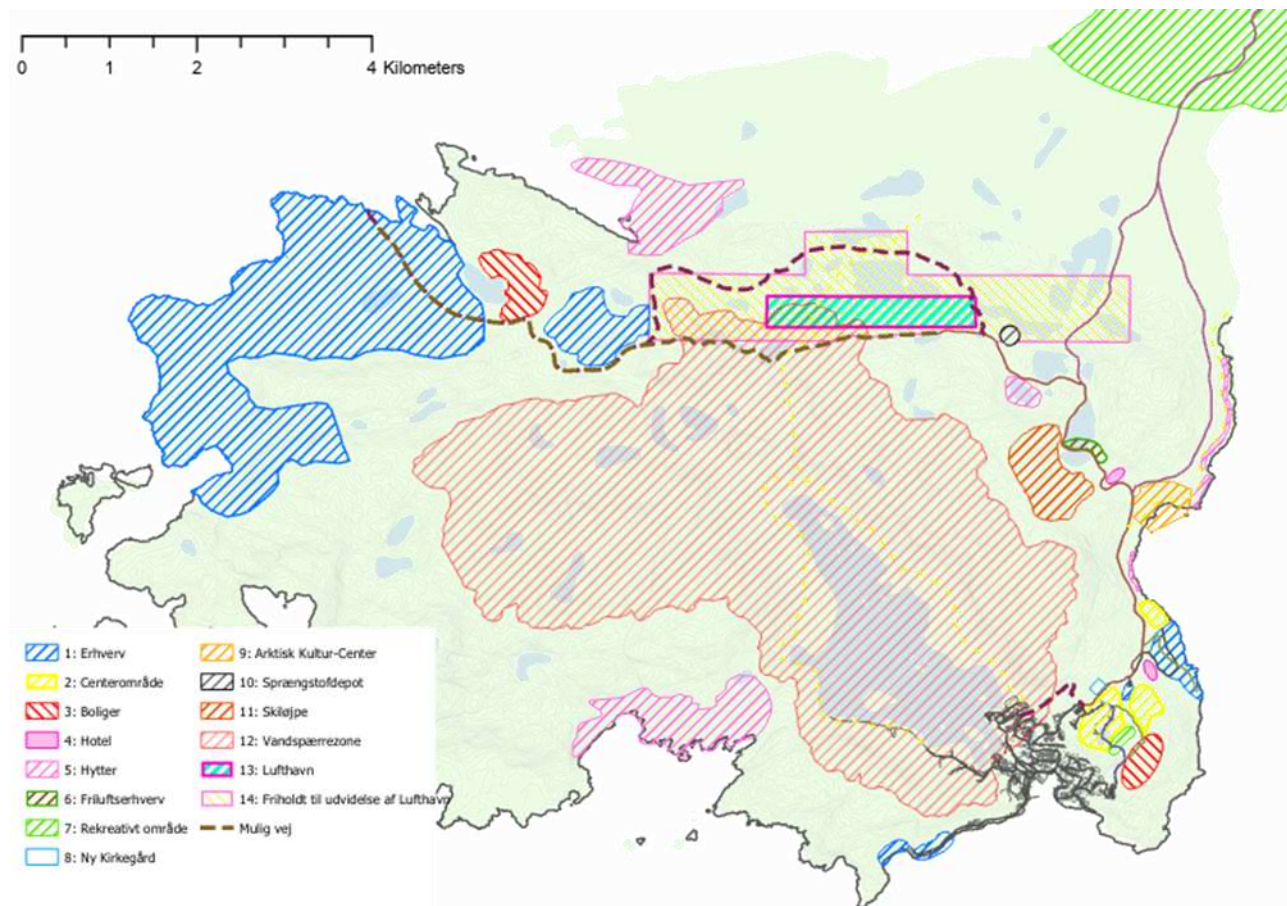 0 1 2 4 Kilometers
1: Erhverv
2: Centerområde
3: Boliger
4: Hotel
5: Hytter
6: Friluftserhverv
7: Rekreativt område
8: Ny Kirkegård
9: Arktisk Kultur-Center
10: Sprængstofdepot
11: Skiløjpe
12: Vandspærrezone
13: Lufthavn
14: Friholdt til udvidelse af Lufthavn
Mulig vej